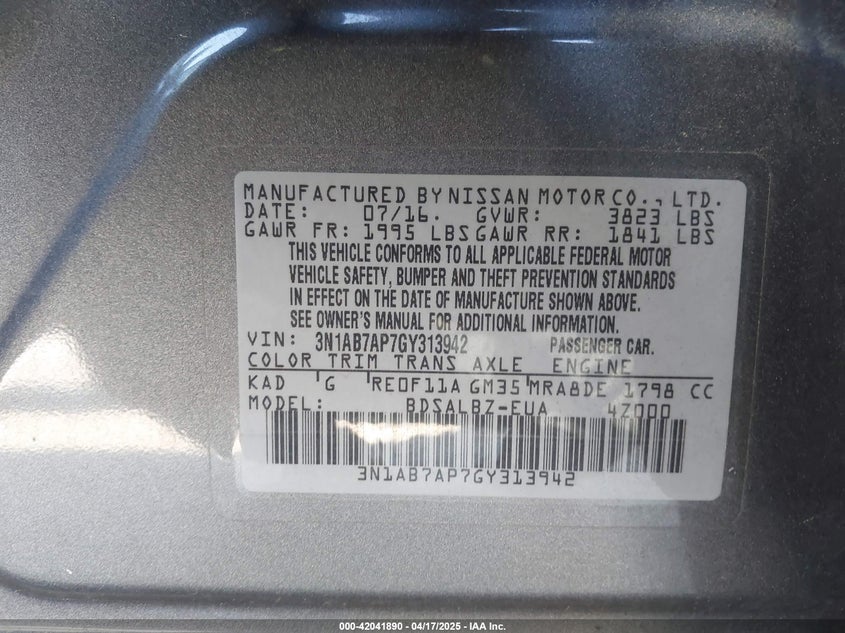 MANUFACTURED BY NISSAN MOTOR CO., LTD.
DATE: 07/16. GVWR: 3823 LBS
GAWR FR: 1995 LBS GAWR RR: 1841 LBS
THIS VEHICLE CONFORMS TO ALL APPLICABLE FEDERAL MOTOR
VEHICLE SAFETY, BUMPER AND THEFT PREVENTION STANDARDS
IN EFFECT ON THE DATE OF MANUFACTURE SHOWN ABOVE.
SEE OWNER'S MANUAL FOR ADDITIONAL INFORMATION.
VIN: 3N1AB7AP7GY313942 PASSENGER CAR.
COLOR TRIM TRANS AXLE ENGINE
KAD G RE0F11A GM35 MRA8DE 1798 CC
MODEL: BDSALBZ-EUA 4Z000
3N1AB7AP7GY313942
000-42041890 - 04/17/2025 - IAA Inc.